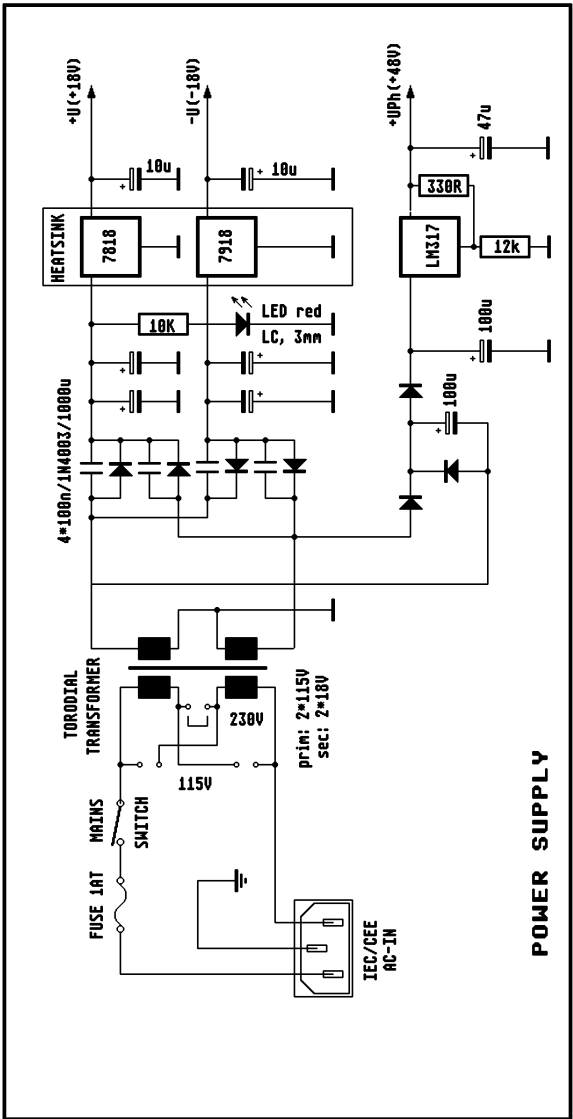 +U(+18V)
-U(-18V)
+UPh(+48V)
10u
+
10u
+
47u
+
HEATSINK
7818
7918
LM317
330R
12k
10K
LED red
LC, 3mm
+
+
+
+
100u
+
100u
+
4*100n/1N4003/1000u
TORODIAL
TRANSFORMER
230V
115V
prim: 2*115V
sec: 2*18V
MAINS
SWITCH
FUSE 1AT
IEC/CEE
AC-IN
POWER SUPPLY